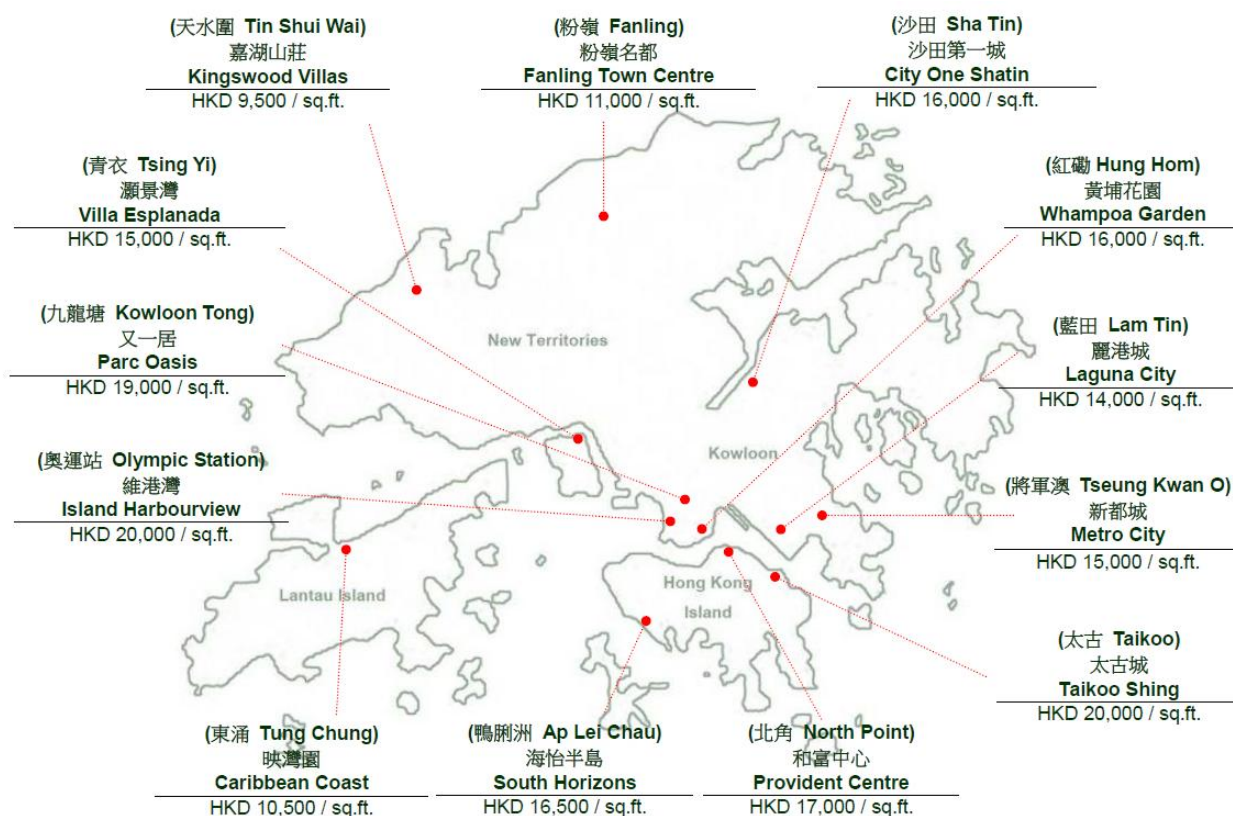 (天水圍 Tin Shui Wai)
嘉湖山莊
Kingswood Villas
HKD 9,500 / sq.ft.
(粉嶺 Fanling)
粉嶺名都
Fanling Town Centre
HKD 11,000 / sq.ft.
(沙田 Sha Tin)
沙田第一城
City One Shatin
HKD 16,000 / sq.ft.
(青衣 Tsing Yi)
灝景灣
Villa Esplanada
HKD 15,000 / sq.ft.
(紅磡 Hung Hom)
黃埔花園
Whampoa Garden
HKD 16,000 / sq.ft.
(九龍塘 Kowloon Tong)
又一居
Parc Oasis
HKD 19,000 / sq.ft.
New Territories
(藍田 Lam Tin)
麗港城
Laguna City
HKD 14,000 / sq.ft.
Kowloon
(奧運站 Olympic Station)
維港灣
Island Harbourview
HKD 20,000 / sq.ft.
(將軍澳 Tseung Kwan O)
新都城
Metro City
HKD 15,000 / sq.ft.
Lantau Island
Hong Kong
Island
(太古 Taikoo)
太古城
Taikoo Shing
HKD 20,000 / sq.ft.
(東涌 Tung Chung)
映灣園
Caribbean Coast
HKD 10,500 / sq.ft.
(鴨脷洲 Ap Lei Chau)
海怡半島
South Horizons
HKD 16,500 / sq.ft.
(北角 North Point)
和富中心
Provident Centre
HKD 17,000 / sq.ft.